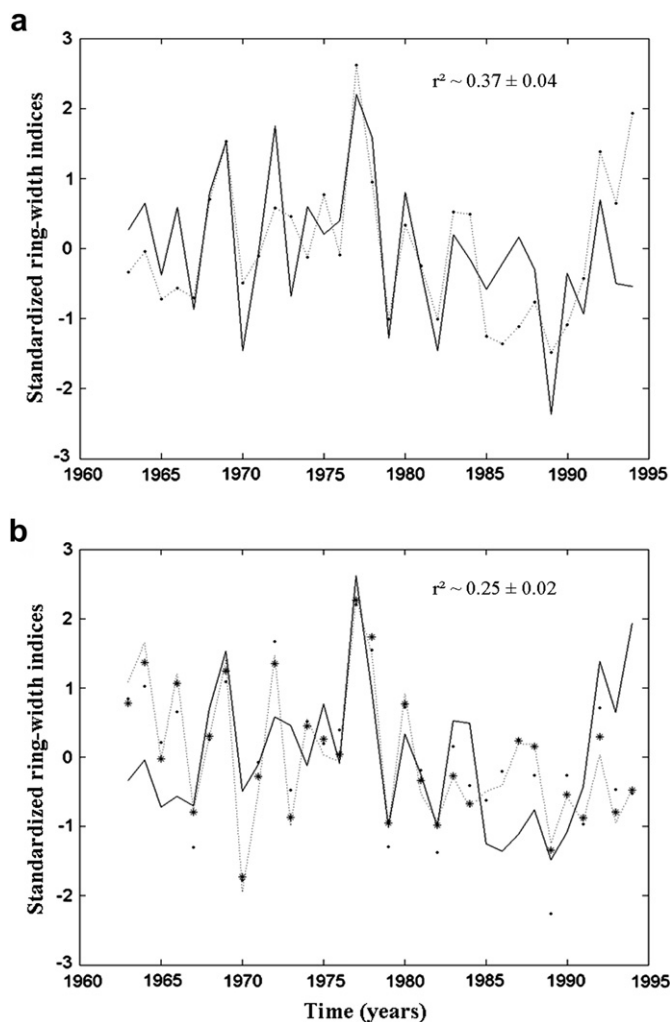 a
r² ~ 0.37 ± 0.04
Standardized ring-width indices
3
2
1
0
-1
-2
-3
1960 1965 1970 1975 1980 1985 1990 1995
b
r² ~ 0.25 ± 0.02
Standardized ring-width indices
3
2
1
0
-1
-2
-3
1960 1965 1970 1975 1980 1985 1990 1995
Time (years)